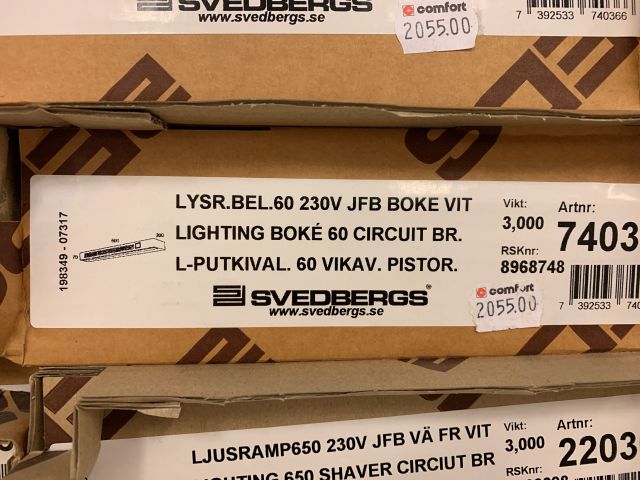 SVEDBERGS
www.svedbergs.se
comfort
2055.00
7 392533 740366
198349 - 07317
LYSR.BEL.60 230V JFB BOKE VIT
LIGHTING BOKÉ 60 CIRCUIT BR.
L-PUTKIVAL. 60 VIKAV. PISTOR.
SVEDBERGS®
www.svedbergs.se
Vikt:
3,000
RSKnr:
8968748
Artnr:
7403
comfort
2055.00
7 392533 740
LJUSRAMP650 230V JFB VÄ FR VIT
LIGHTING 650 SHAVER CIRCIUT BR
Vikt:
3,000
RSKnr:
Artnr:
2203